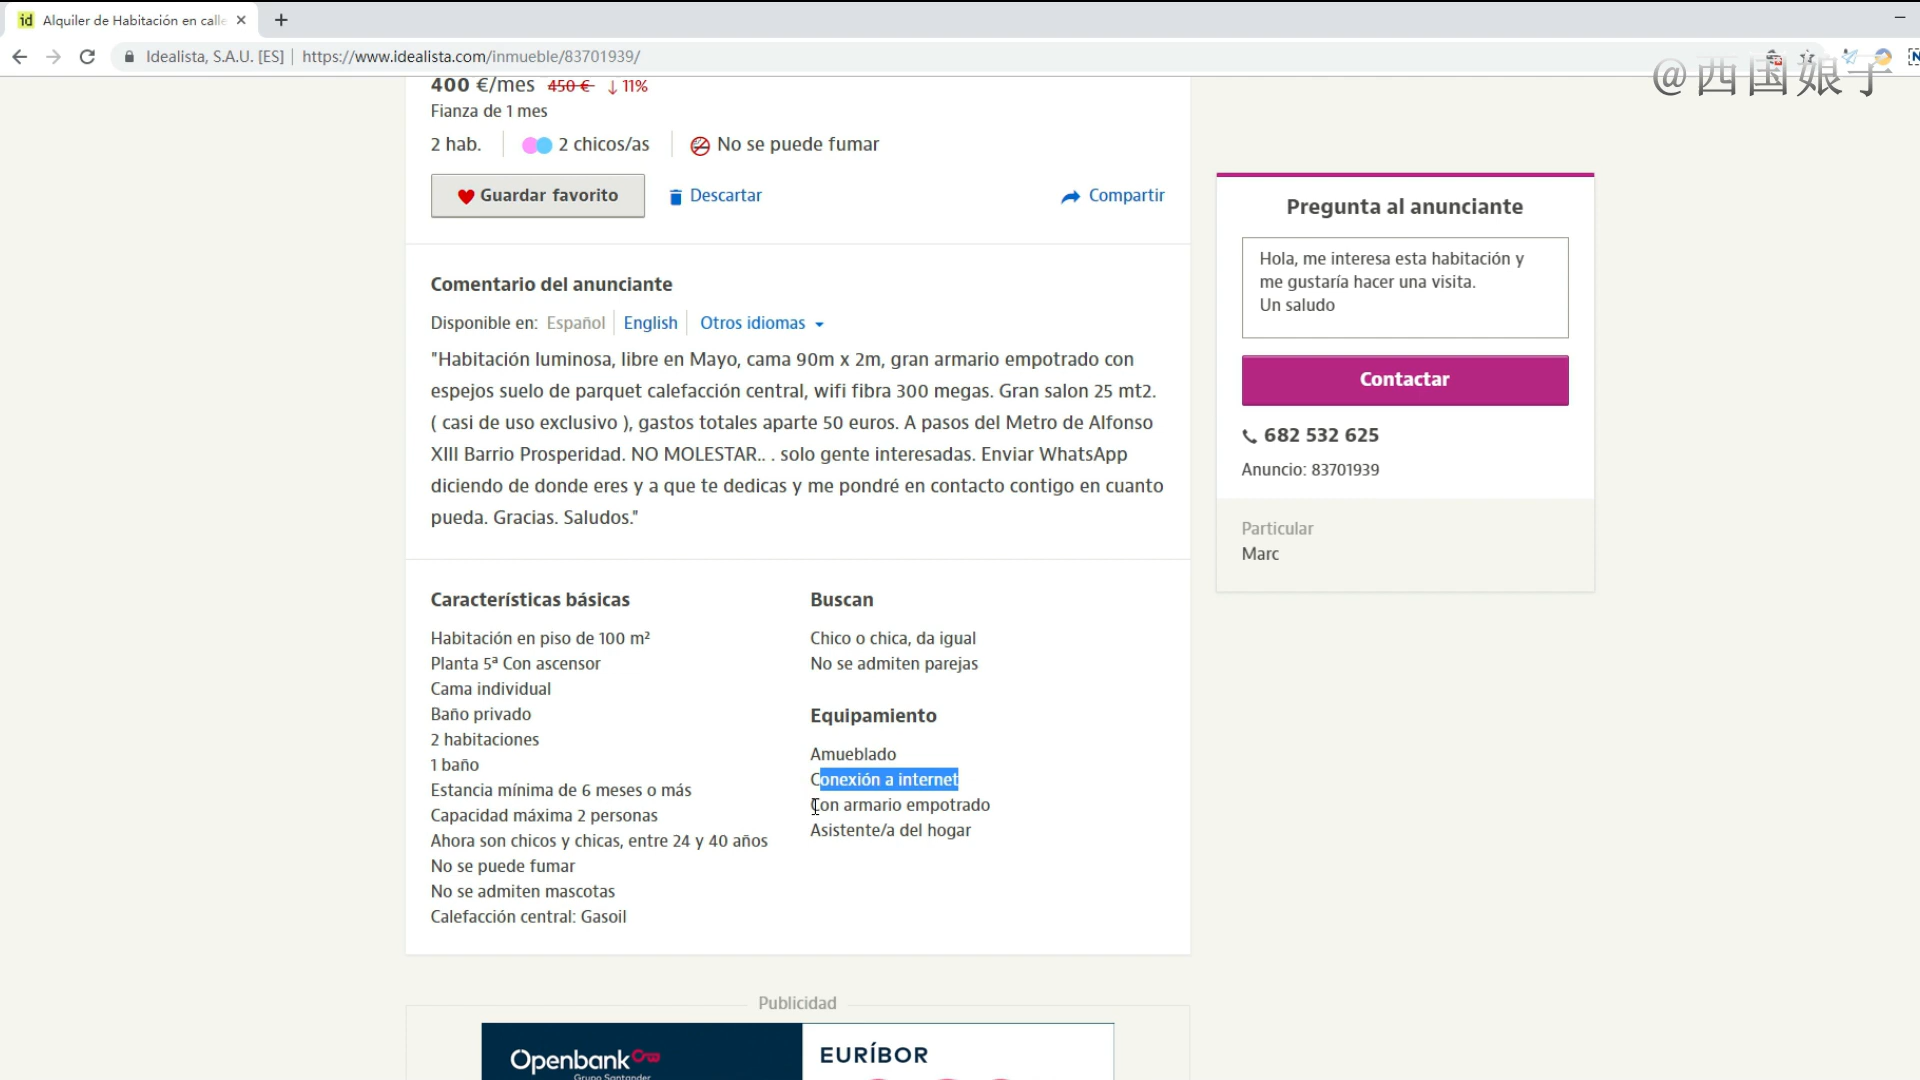 Alquiler de Habitación en calle
Idealista, S.A.U. [ES] | https://www.idealista.com/inmueble/83701939/
@西国娘子
400 €/mes 450 € ↓ 11%
Fianza de 1 mes
2 hab.
2 chicos/as
No se puede fumar
Guardar favorito
Descartar
Compartir
Comentario del anunciante
Disponible en: Español English Otros idiomas
"Habitación luminosa, libre en Mayo, cama 90m x 2m, gran armario empotrado con
espejos suelo de parquet calefacción central, wifi fibra 300 megas. Gran salon 25 mt2.
( casi de uso exclusivo ), gastos totales aparte 50 euros. A pasos del Metro de Alfonso
XIII Barrio Prosperidad. NO MOLESTAR.. . solo gente interesadas. Enviar WhatsApp
diciendo de donde eres y a que te dedicas y me pondré en contacto contigo en cuanto
pueda. Gracias. Saludos."
Características básicas
Habitación en piso de 100 m²
Planta 5ª Con ascensor
Cama individual
Baño privado
2 habitaciones
1 baño
Estancia mínima de 6 meses o más
Capacidad máxima 2 personas
Ahora son chicos y chicas, entre 24 y 40 años
No se puede fumar
No se admiten mascotas
Calefacción central: Gasoil
Buscan
Chico o chica, da igual
No se admiten parejas
Equipamiento
Amueblado
Conexión a internet
Con armario empotrado
Asistente/a del hogar
Pregunta al anunciante
Hola, me interesa esta habitación y
me gustaría hacer una visita.
Un saludo
Contactar
682 532 625
Anuncio: 83701939
Particular
Marc
Publicidad
Openbank
Grupo Santander
EURÍBOR